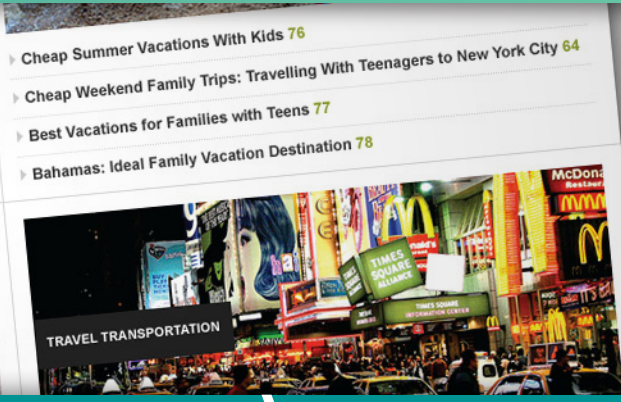 Cheap Summer Vacations With Kids 76
Cheap Weekend Family Trips: Travelling With Teenagers to New York City 64
Best Vacations for Families with Teens 77
Bahamas: Ideal Family Vacation Destination 78
McDona
Restaur
TIMES
SQUARE
ALLIANCE
TIMES SQUARE
INFORMATION CENTER
TRAVEL TRANSPORTATION